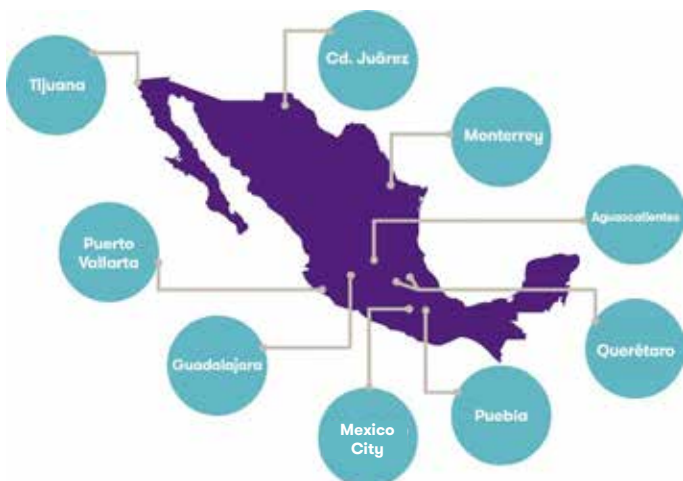 Cd. Juárez
Tijuana
Monterrey
Aguascalientes
Puerto
Vallarta
Querétaro
Guadalajara
Puebla
Mexico
City